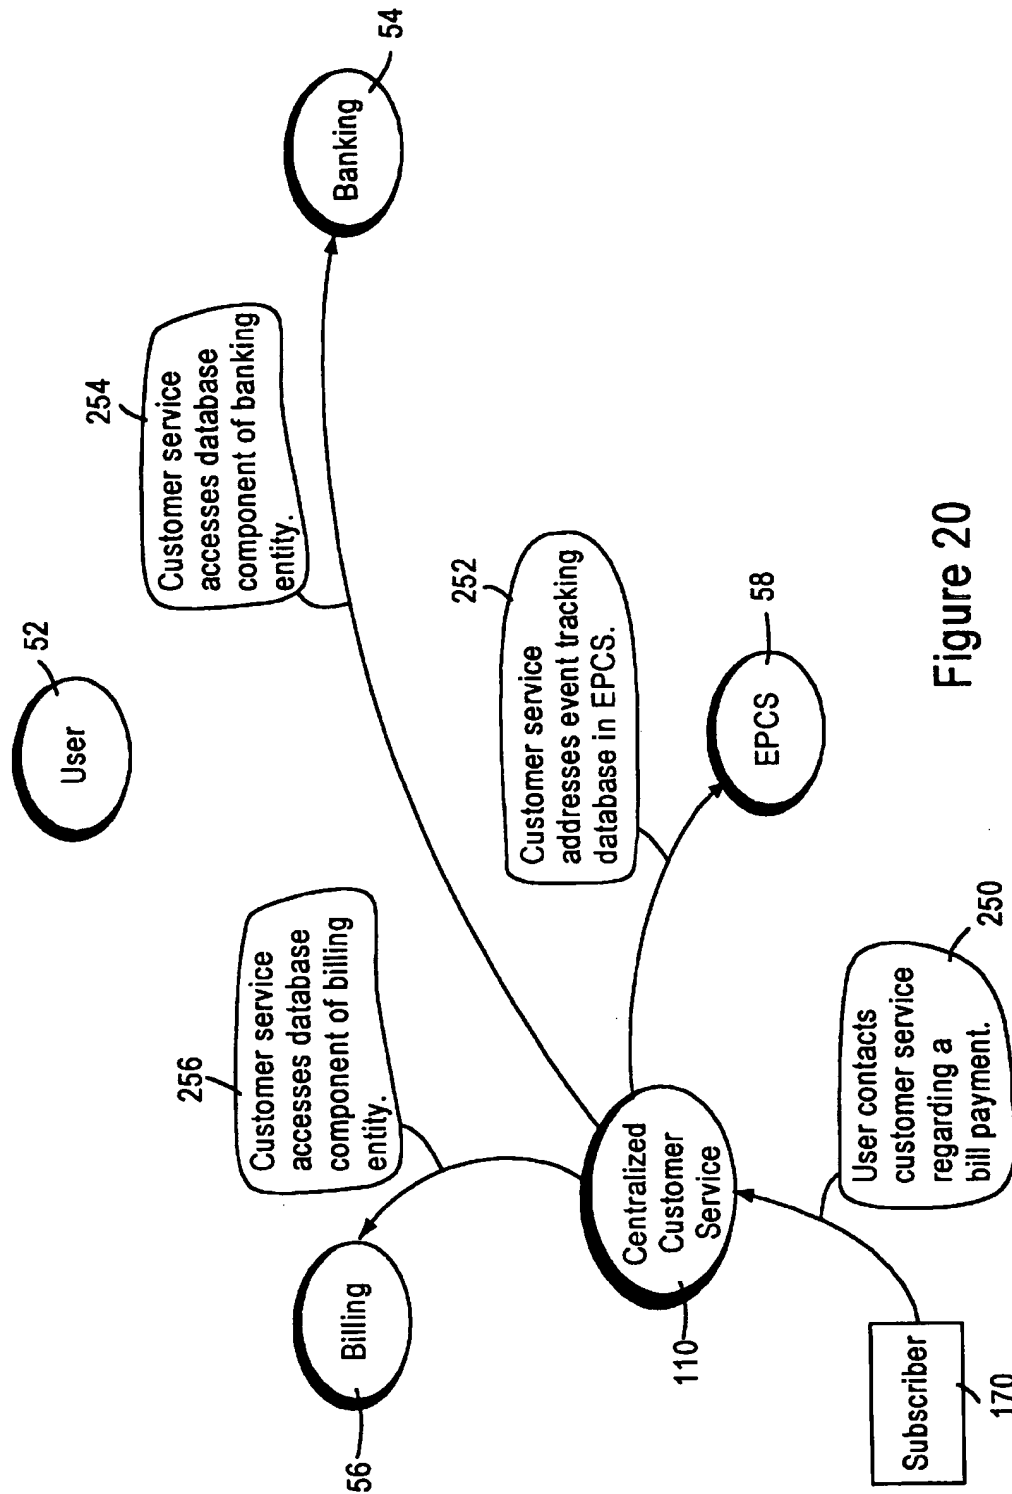 52
User
54
Banking
254
Customer service
accesses database
component of banking
entity.
256
Customer service
accesses database
component of billing
entity.
252
Customer service
addresses event tracking
database in EPCS.
Billing
56
Centralized
Customer
Service
110
EPCS
58
Subscriber
170
User contacts
customer service
regarding a
bill payment.
250
Figure 20